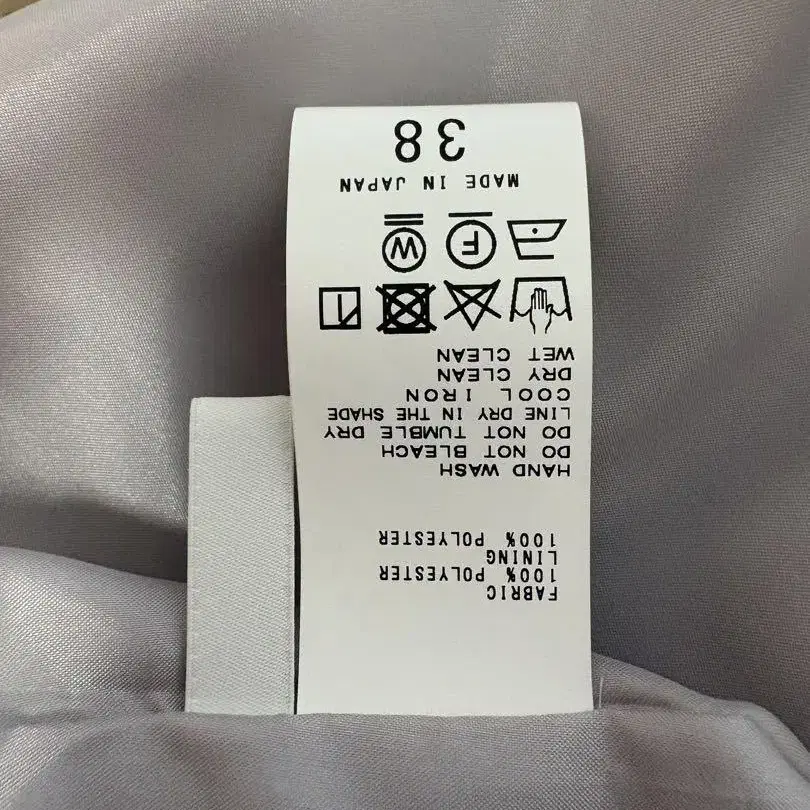 FABRIC
100% POLYESTER
LINING
100% POLYESTER
HAND WASH
DO NOT BLEACH
DO NOT TUMBLE DRY
LINE DRY IN THE SHADE
COOL IRON
DRY CLEAN
WET CLEAN
F W
MADE IN JAPAN
38